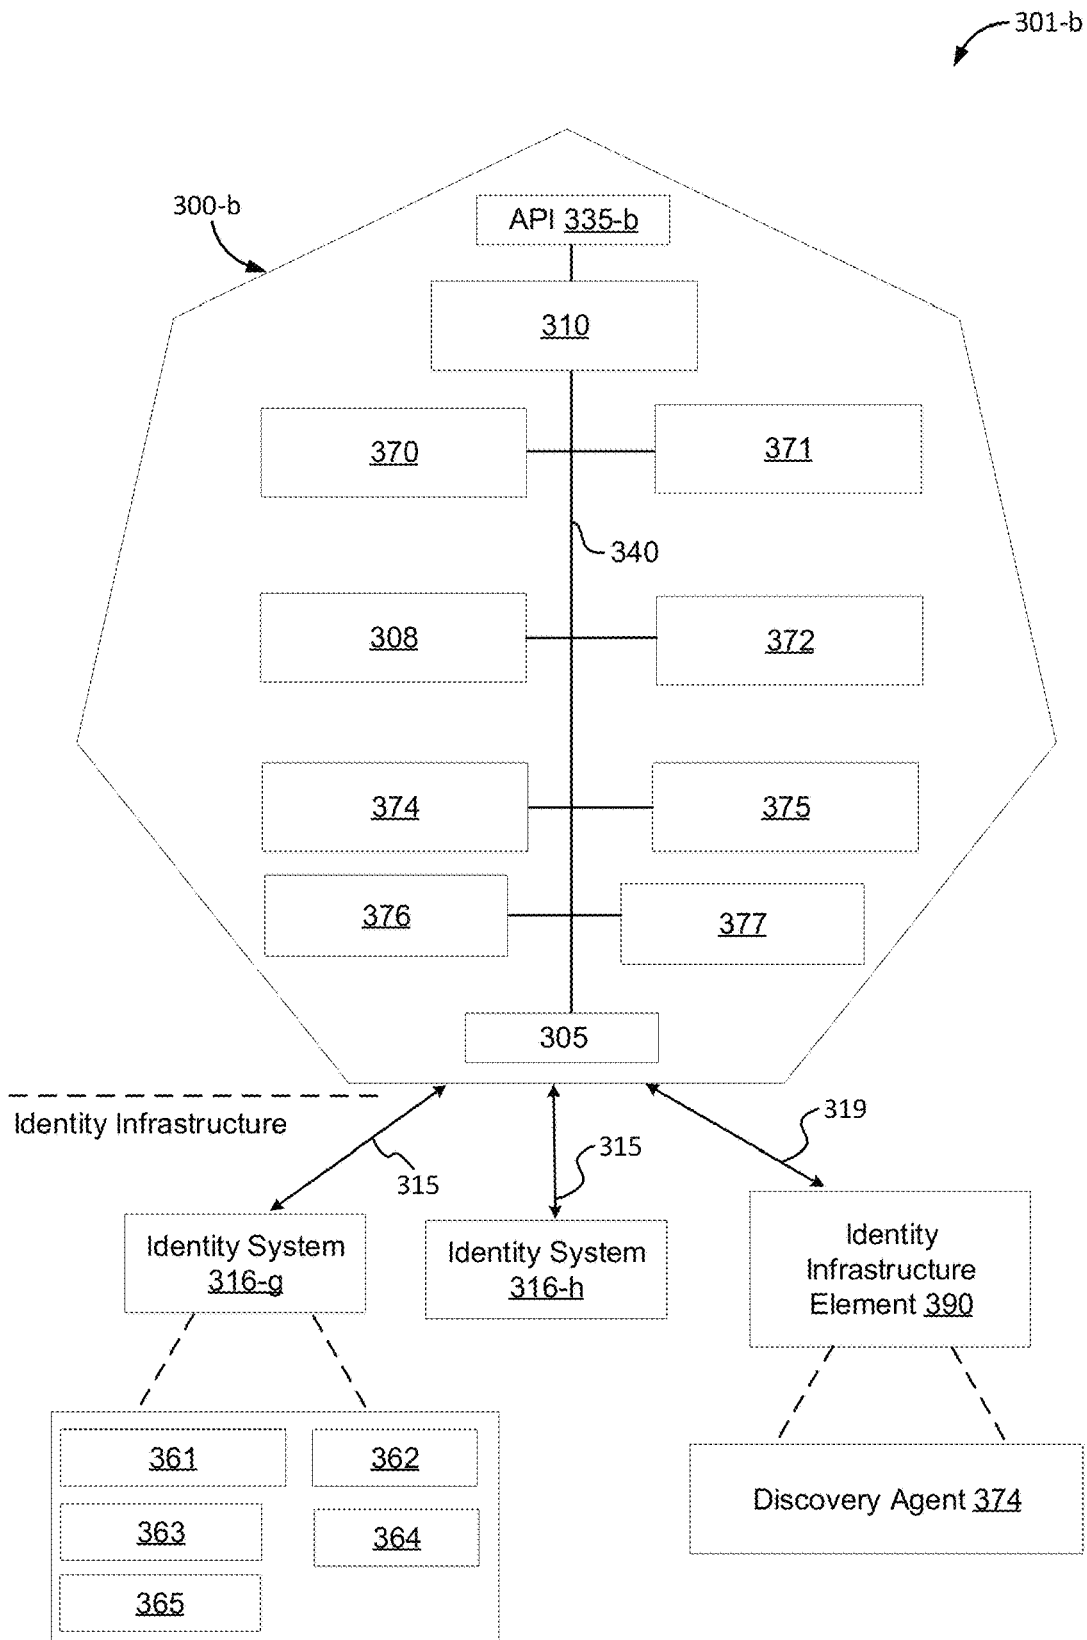 301-b
300-b
API 335-b
310
370
371
340
308
372
374
375
376
377
305
Identity Infrastructure
319
315
315
Identity System
316-g
Identity System
316-h
Identity
Infrastructure
Element 390
361
362
363
364
365
Discovery Agent 374